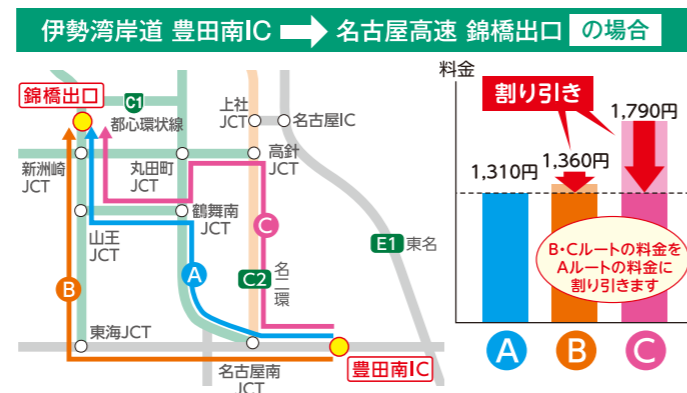 伊勢湾岸道 豊田南IC 名古屋高速 錦橋出口 の場合
錦橋出口
C1
都心環状線
上社
JCT
名古屋IC
新洲崎
JCT
丸田町
JCT
高針
JCT
鶴舞南
JCT
山王
JCT
A
B
C
C2
名二環
E1 東名
東海JCT
名古屋南
JCT
豊田南IC
料金
割り引き
1,310円
1,360円
1,790円
B・Cルートの料金を
Aルートの料金に
割り引きます
A B C